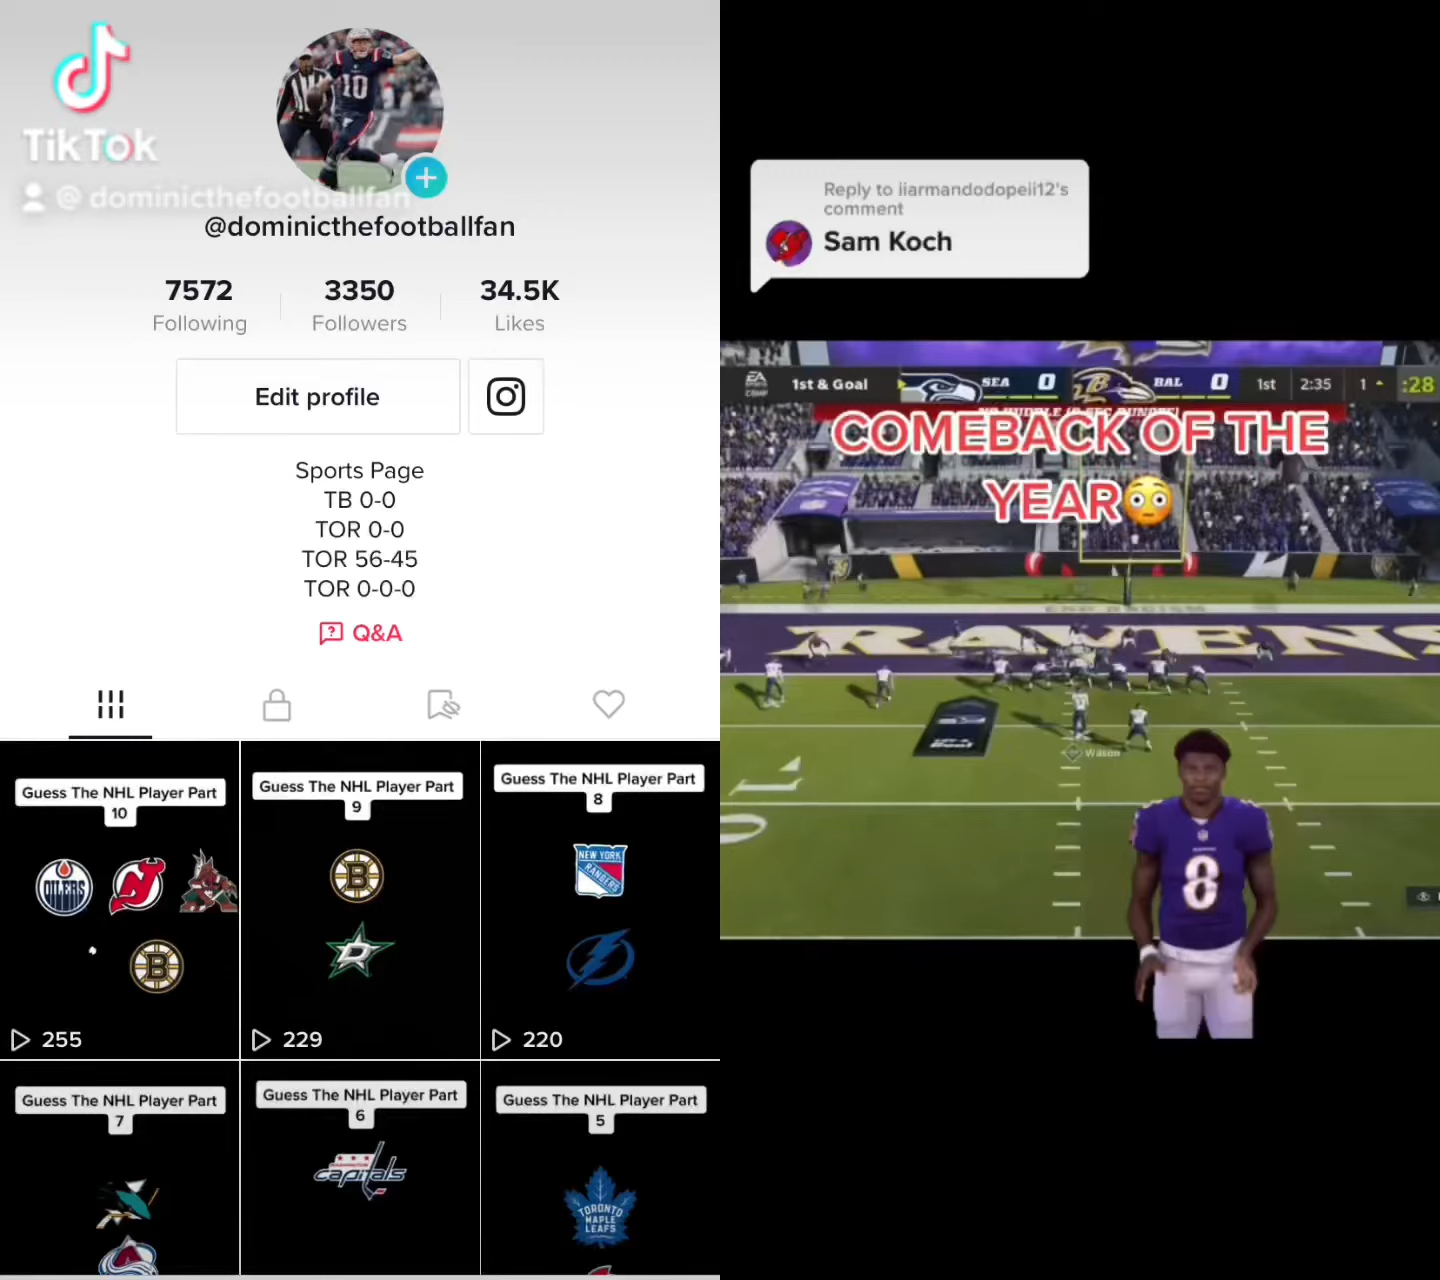 TikTok
@ dominicthefootballfan
10
@dominicthefootballfan
7572
3350
34.5K
Following
Followers
Likes
Edit profile
Sports Page
TB 0-0
TOR 0-0
TOR 56-45
TOR 0-0-0
Q&A
Guess The NHL Player Part
10
OILERS
B
255
Guess The NHL Player Part
9
B
229
Guess The NHL Player Part
8
NEW YORK
RANGERS
220
Guess The NHL Player Part
7
Guess The NHL Player Part
6
capitals
Guess The NHL Player Part
5
TORONTO
MAPLE
LEAFS
Reply to iiarmandodopeii12's
comment
Sam Koch
EA
SPORTS
1st & Goal
SEA
0
B
BAL
0
1st
2:35
1
:28
COMEBACK OF THE
YEAR😳
RAVENS
Wilson
8